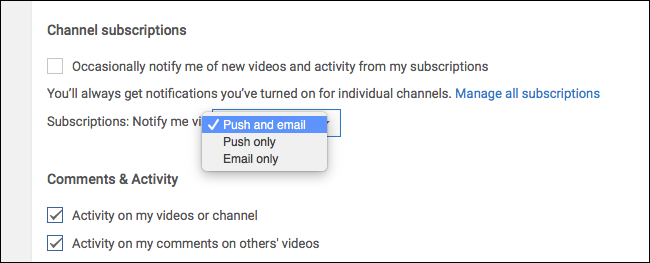 Channel subscriptions
Occasionally notify me of new videos and activity from my subscriptions
You'll always get notifications you've turned on for individual channels. Manage all subscriptions
Subscriptions: Notify me vi
Push and email
Push only
Email only
Comments & Activity
Activity on my videos or channel
Activity on my comments on others' videos